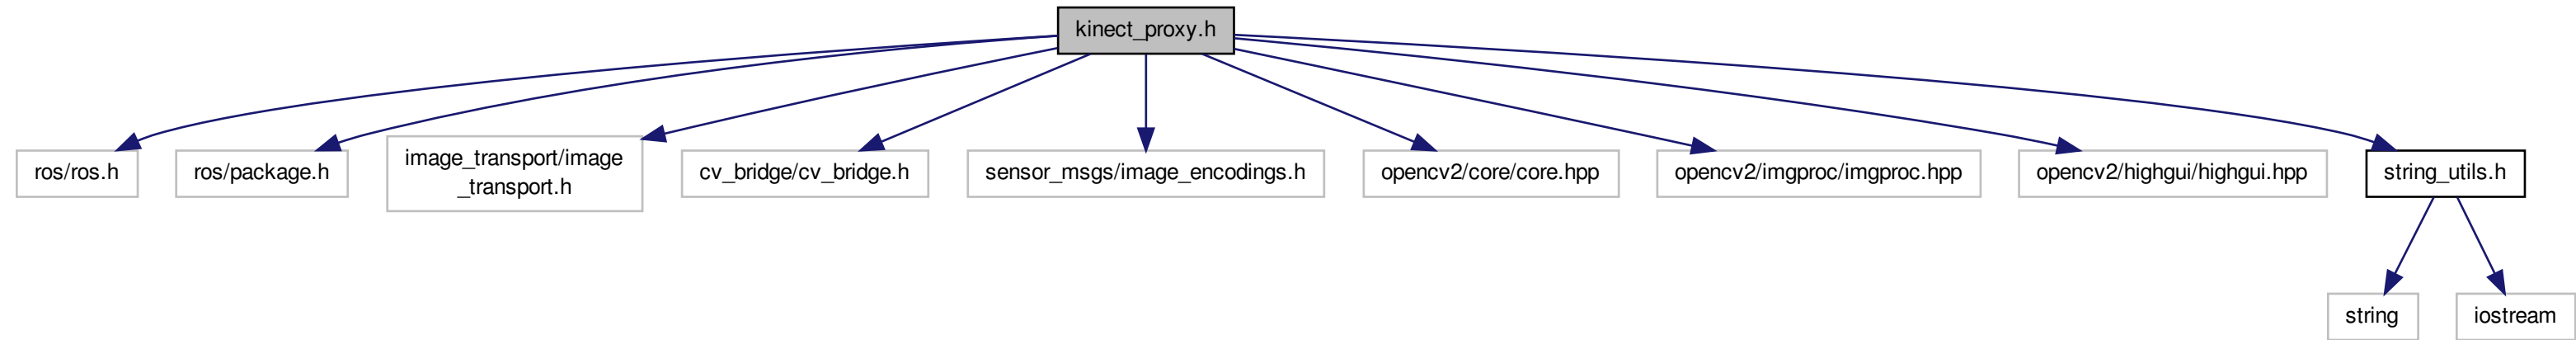 kinect_proxy.h
ros/ros.h
ros/package.h
image_transport/image
_transport.h
cv_bridge/cv_bridge.h
sensor_msgs/image_encodings.h
opencv2/core/core.hpp
opencv2/imgproc/imgproc.hpp
opencv2/highgui/highgui.hpp
string_utils.h
string
iostream